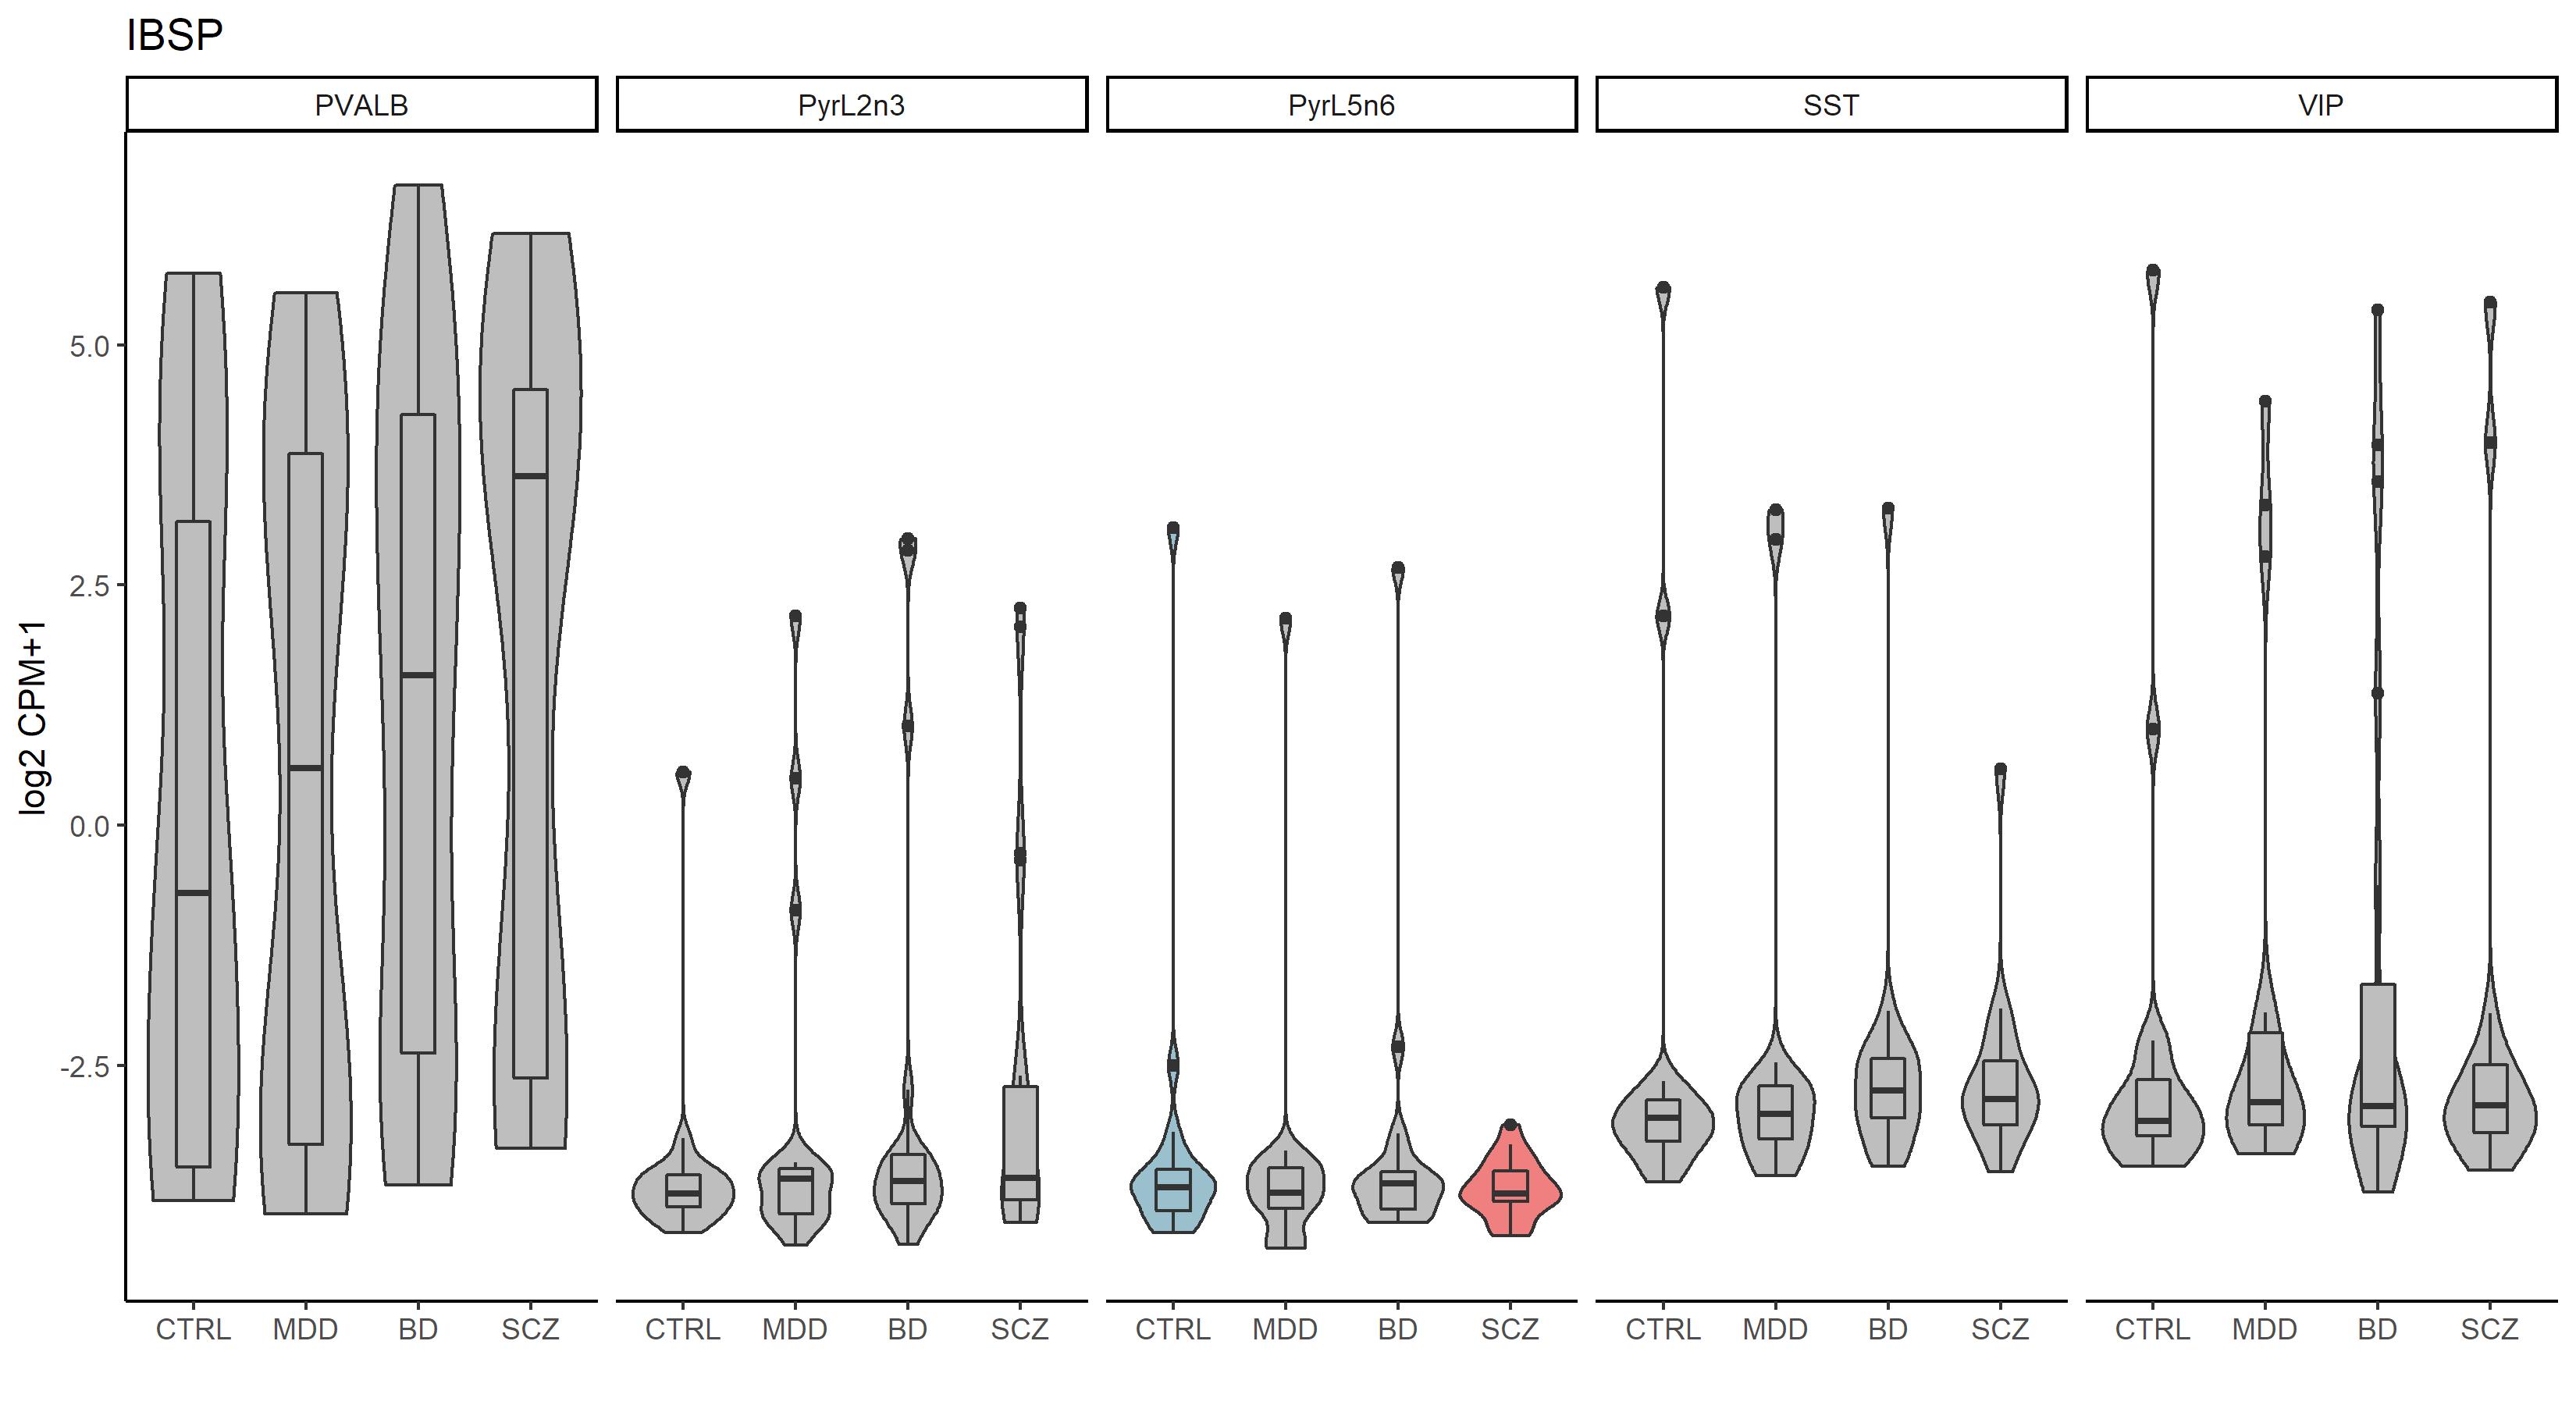 IBSP
PVALB PyrL2n3 PyrL5n6 SST VIP
log2 CPM+1
5.0
2.5
0.0
-2.5
CTRL MDD BD SCZ CTRL MDD BD SCZ CTRL MDD BD SCZ CTRL MDD BD SCZ CTRL MDD BD SCZ